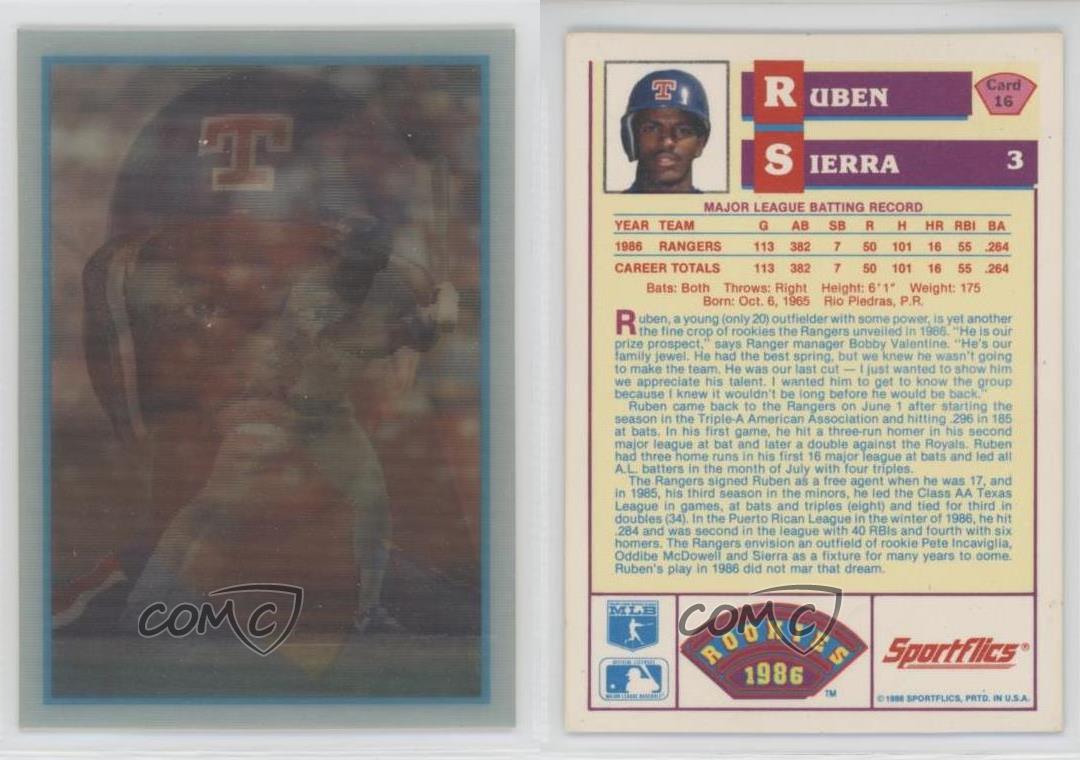 T
COMC
T
RUBEN
Card
16
SIERRA 3
MAJOR LEAGUE BATTING RECORD
YEAR TEAM G AB SB R H HR RBI BA
1986 RANGERS 113 382 7 50 101 16 55 .264
CAREER TOTALS 113 382 7 50 101 16 55 .264
Bats: Both Throws: Right Height: 6'1" Weight: 175
Born: Oct. 6, 1965 Rio Piedras, P.R.
Ruben, a young (only 20) outfielder with some power, is yet another
the fine crop of rookies the Rangers unveiled in 1986. "He is our
prize prospect," says Ranger manager Bobby Valentine. "He's our
family jewel. He had the best spring, but we knew he wasn't going
to make the team. He was our last cut — I just wanted to show him
we appreciate his talent. I wanted him to get to know the group
because I knew it wouldn't be long before he would be back."
Ruben came back to the Rangers on June 1 after starting the
season in the Triple-A American Association and hitting .296 in 185
at bats. In his first game, he hit a three-run homer in his second
major league at bat and later a double against the Royals. Ruben
had three home runs in his first 16 major league at bats and led all
A.L. batters in the month of July with four triples.
The Rangers signed Ruben as a free agent when he was 17, and
in 1985, his third season in the minors, he led the Class AA Texas
League in games, at bats and triples (eight) and tied for third in
doubles (34). In the Puerto Rican League in the winter of 1986, he hit
.284 and was second in the league with 40 RBIs and fourth with six
homers. The Rangers envision an outfield of rookie Pete Incaviglia,
Oddibe McDowell and Sierra as a fixture for many years to come.
Ruben's play in 1986 did not mar that dream.
MLB
MAJOR LEAGUE BASEBALL
COMC
ROOKIES
1986
TM
Sportflics®
© 1986 SPORTFLICS, PRTD. IN U.S.A.